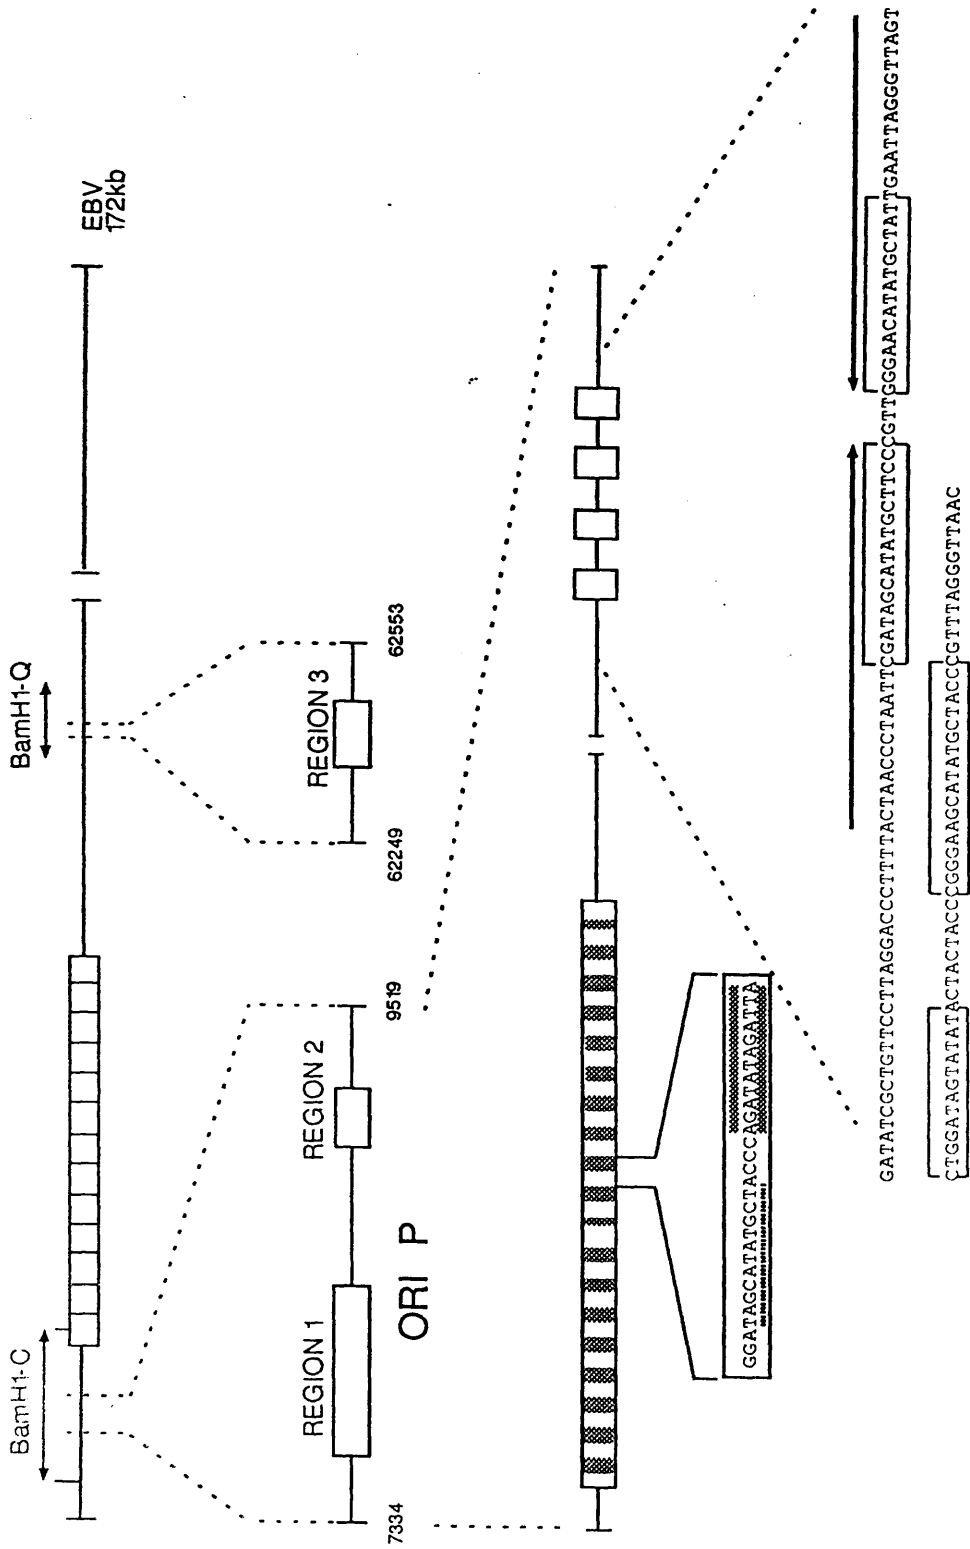 BamH1-C
BamH1-Q
EBV
172kb
REGION 1
REGION 2
REGION 3
7334
9519
62249
62553
ORI P
GGATAGCATATGCTACCCAGATATAGATTA
GATATCGCTGTTCCTTAGGACCCTTTTACTAACCCTAATTCGATAGCATATGCTTCCCGTTGGGAACATATGCTATTGAATTAGGGTTAGT
CTGGATAGTATATACTACTACCCGGGAAGCATATGCTACCCGTTTAGGGTTAAC